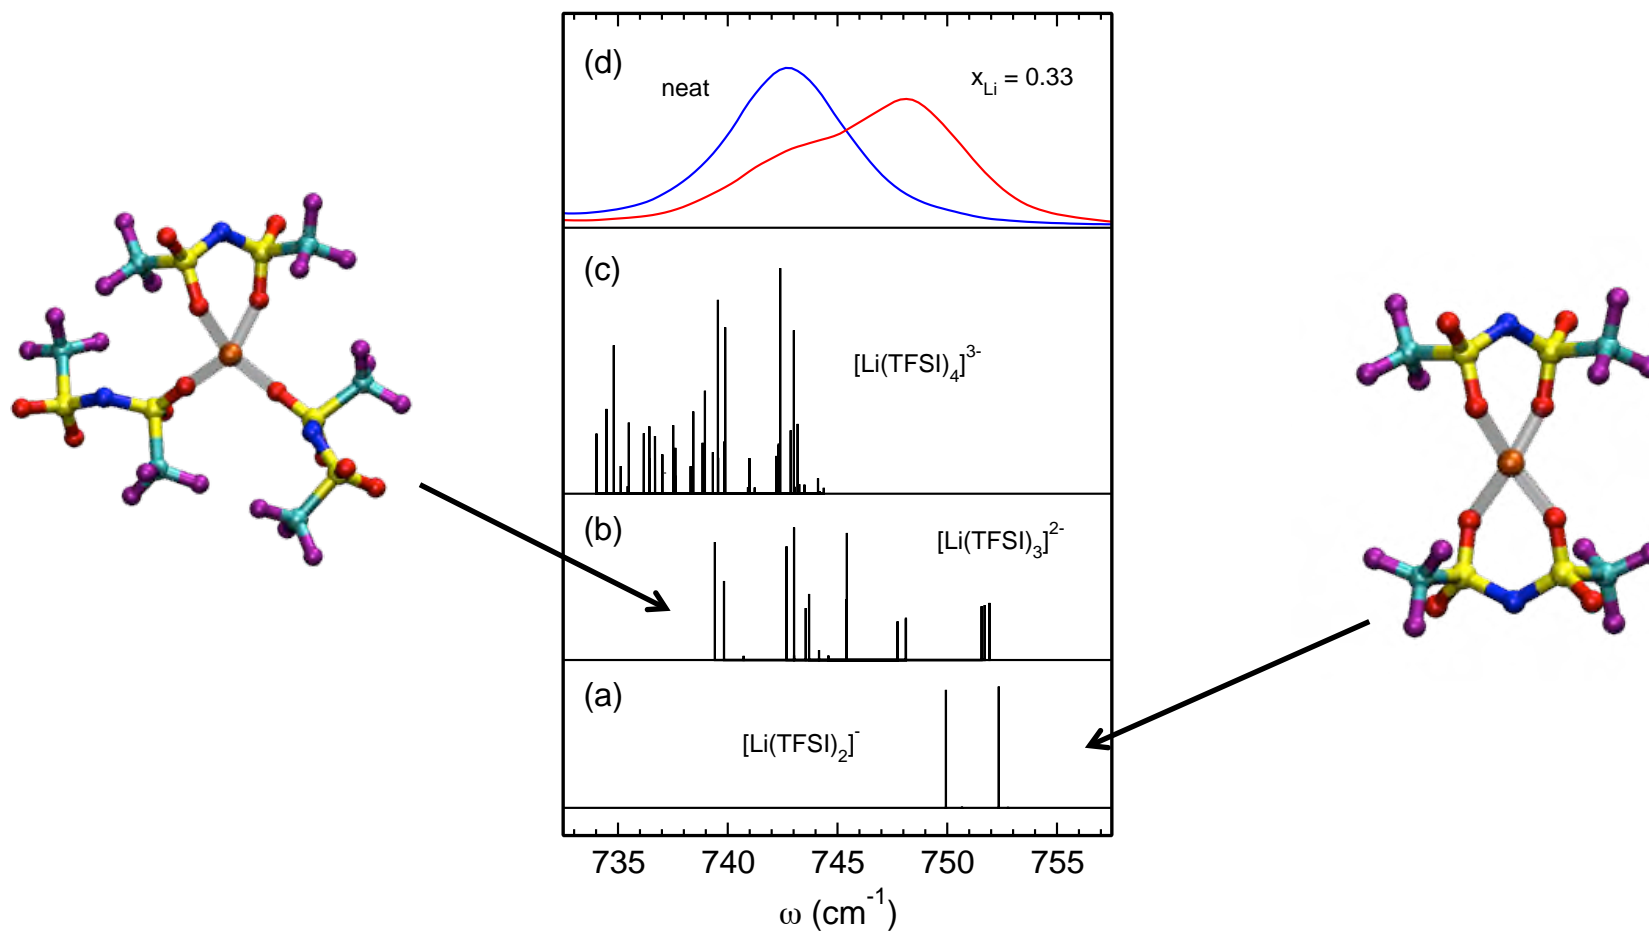 (d)
neat
x_Li = 0.33
(c)
[Li(TFSI)_4]^3-
(b)
[Li(TFSI)_3]^2-
(a)
[Li(TFSI)_2]^-
735 740 745 750 755
ω (cm^-1)